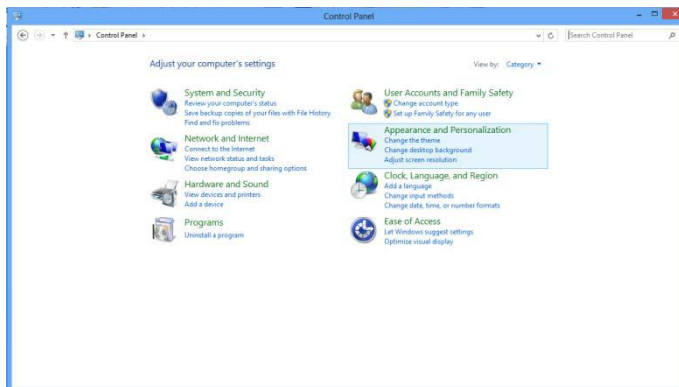 Control Panel
Control Panel
Search Control Panel
Adjust your computer's settings
View by: Category
System and Security
Review your computer's status
Save backup copies of your files with File History
Find and fix problems
Network and Internet
Connect to the Internet
View network status and tasks
Choose homegroup and sharing options
Hardware and Sound
View devices and printers
Add a device
Programs
Uninstall a program
User Accounts and Family Safety
Change account type
Set up Family Safety for any user
Appearance and Personalization
Change the theme
Change desktop background
Adjust screen resolution
Clock, Language, and Region
Add a language
Change input methods
Change date, time, or number formats
Ease of Access
Let Windows suggest settings
Optimize visual display